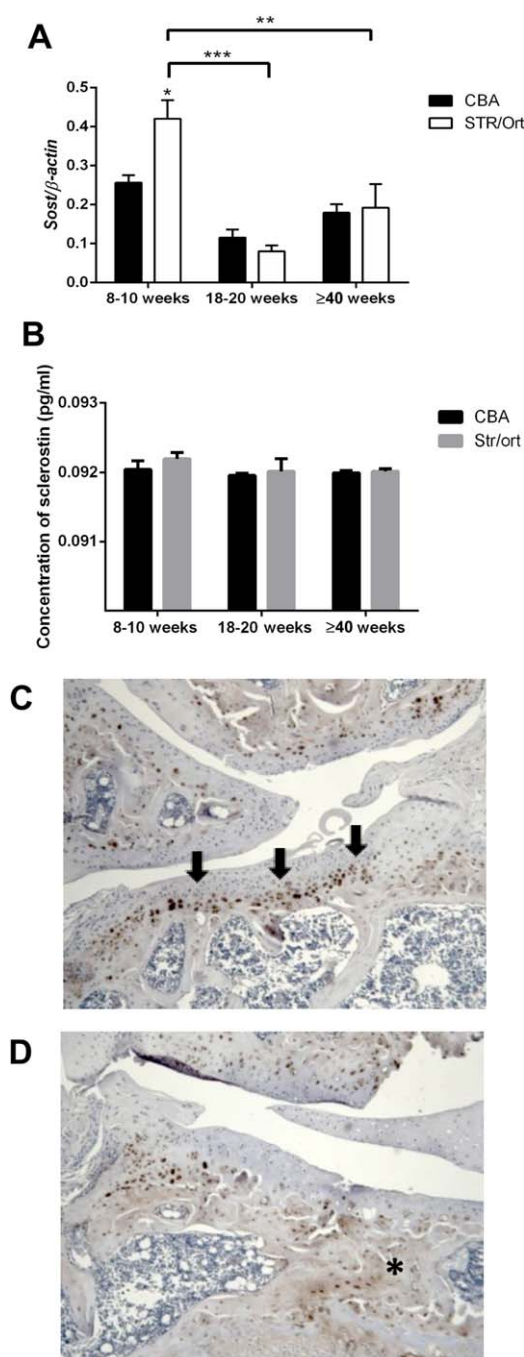 A
**
***
*
CBA
STR/Ort
Sost/β-actin
0.5
0.4
0.3
0.2
0.1
0.0
8-10 weeks 18-20 weeks ≥40 weeks
B
CBA
Str/ort
Concentration of sclerostin (pg/ml)
0.093
0.092
0.091
8-10 weeks 18-20 weeks ≥40 weeks
C
D
*